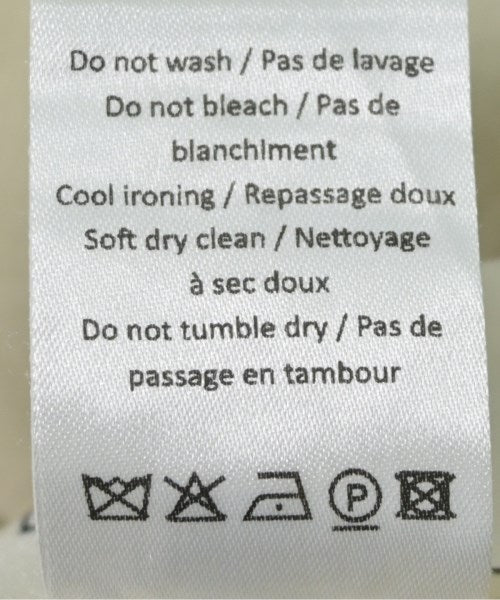 Do not wash / Pas de lavage
Do not bleach / Pas de
blanchlment
Cool ironing / Repassage doux
Soft dry clean / Nettoyage
à sec doux
Do not tumble dry / Pas de
passage en tambour
P